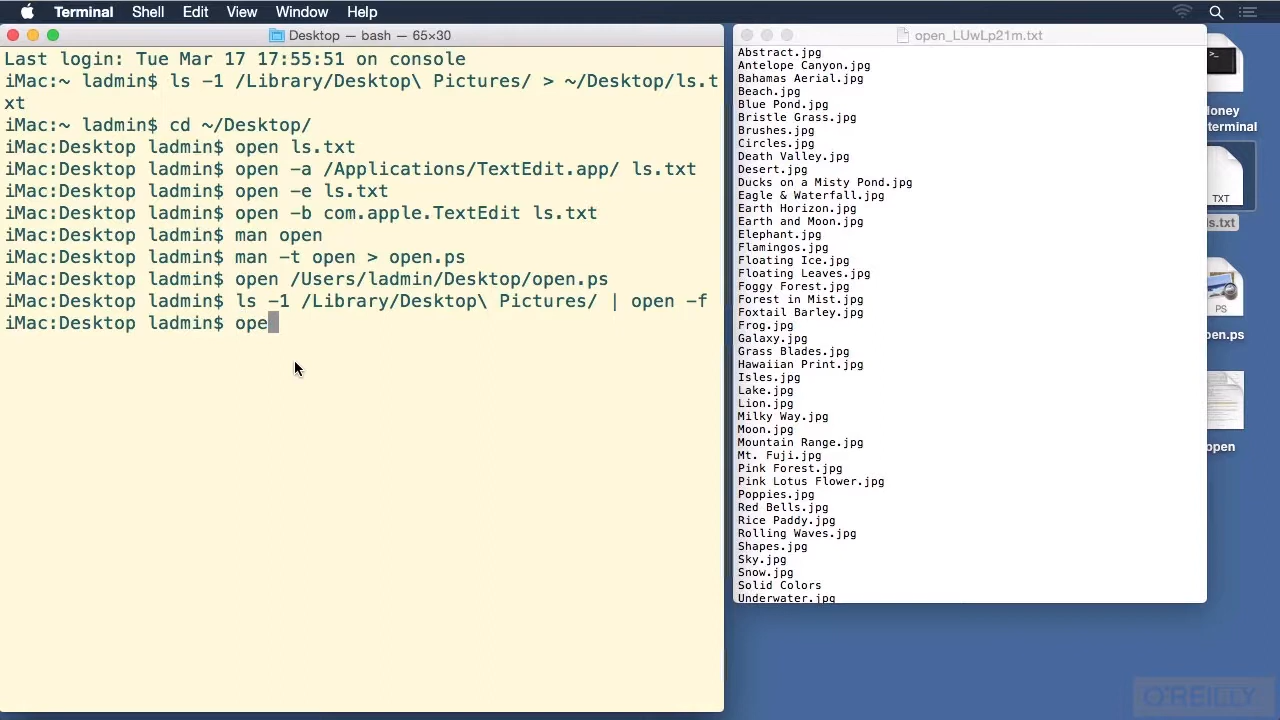 Terminal Shell Edit View Window Help
Desktop — bash — 65×30
Last login: Tue Mar 17 17:55:51 on console
iMac:~ ladmin$ ls -1 /Library/Desktop\ Pictures/ > ~/Desktop/ls.t
xt
iMac:~ ladmin$ cd ~/Desktop/
iMac:Desktop ladmin$ open ls.txt
iMac:Desktop ladmin$ open -a /Applications/TextEdit.app/ ls.txt
iMac:Desktop ladmin$ open -e ls.txt
iMac:Desktop ladmin$ open -b com.apple.TextEdit ls.txt
iMac:Desktop ladmin$ man open
iMac:Desktop ladmin$ man -t open > open.ps
iMac:Desktop ladmin$ open /Users/ladmin/Desktop/open.ps
iMac:Desktop ladmin$ ls -1 /Library/Desktop\ Pictures/ | open -f
iMac:Desktop ladmin$ ope
open_LUwLp21m.txt
Abstract.jpg
Antelope Canyon.jpg
Bahamas Aerial.jpg
Beach.jpg
Blue Pond.jpg
Bristle Grass.jpg
Brushes.jpg
Circles.jpg
Death Valley.jpg
Desert.jpg
Ducks on a Misty Pond.jpg
Eagle & Waterfall.jpg
Earth Horizon.jpg
Earth and Moon.jpg
Elephant.jpg
Flamingos.jpg
Floating Ice.jpg
Floating Leaves.jpg
Foggy Forest.jpg
Forest in Mist.jpg
Foxtail Barley.jpg
Frog.jpg
Galaxy.jpg
Grass Blades.jpg
Hawaiian Print.jpg
Isles.jpg
Lake.jpg
Lion.jpg
Milky Way.jpg
Moon.jpg
Mountain Range.jpg
Mt. Fuji.jpg
Pink Forest.jpg
Pink Lotus Flower.jpg
Poppies.jpg
Red Bells.jpg
Rice Paddy.jpg
Rolling Waves.jpg
Shapes.jpg
Sky.jpg
Snow.jpg
Solid Colors
Underwater.jpg
>_
loney
terminal
TXT
ls.txt
PS
pen.ps
open
O'REILLY